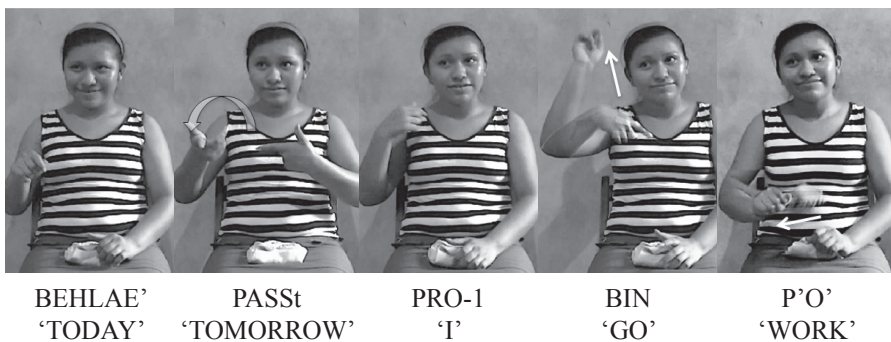 BEHLAE’ PASSt PRO-1 BIN P’O’
‘TODAY’ ‘TOMORROW’ ‘I’ ‘GO’ ‘WORK’